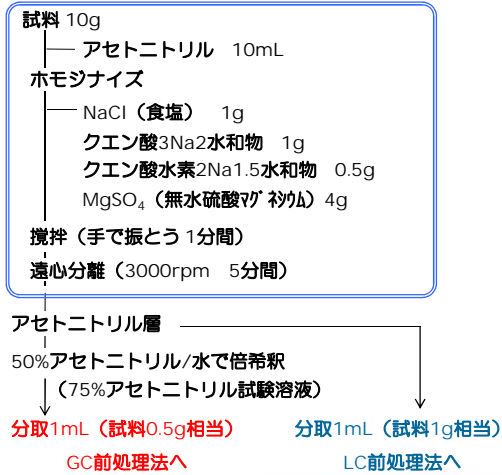 試料 10g
アセトニトリル 10mL
ホモジナイズ
NaCl（食塩） 1g
クエン酸3Na2水和物 1g
クエン酸水素2Na1.5水和物 0.5g
MgSO₄（無水硫酸ﾏｸﾞﾈｼｳﾑ）4g
撹拌（手で振とう 1分間）
遠心分離（3000rpm 5分間）
アセトニトリル層
50%アセトニトリル/水で倍希釈
（75%アセトニトリル試験溶液）
分取1mL（試料0.5g相当） 分取1mL（試料1g相当）
GC前処理法へ LC前処理法へ